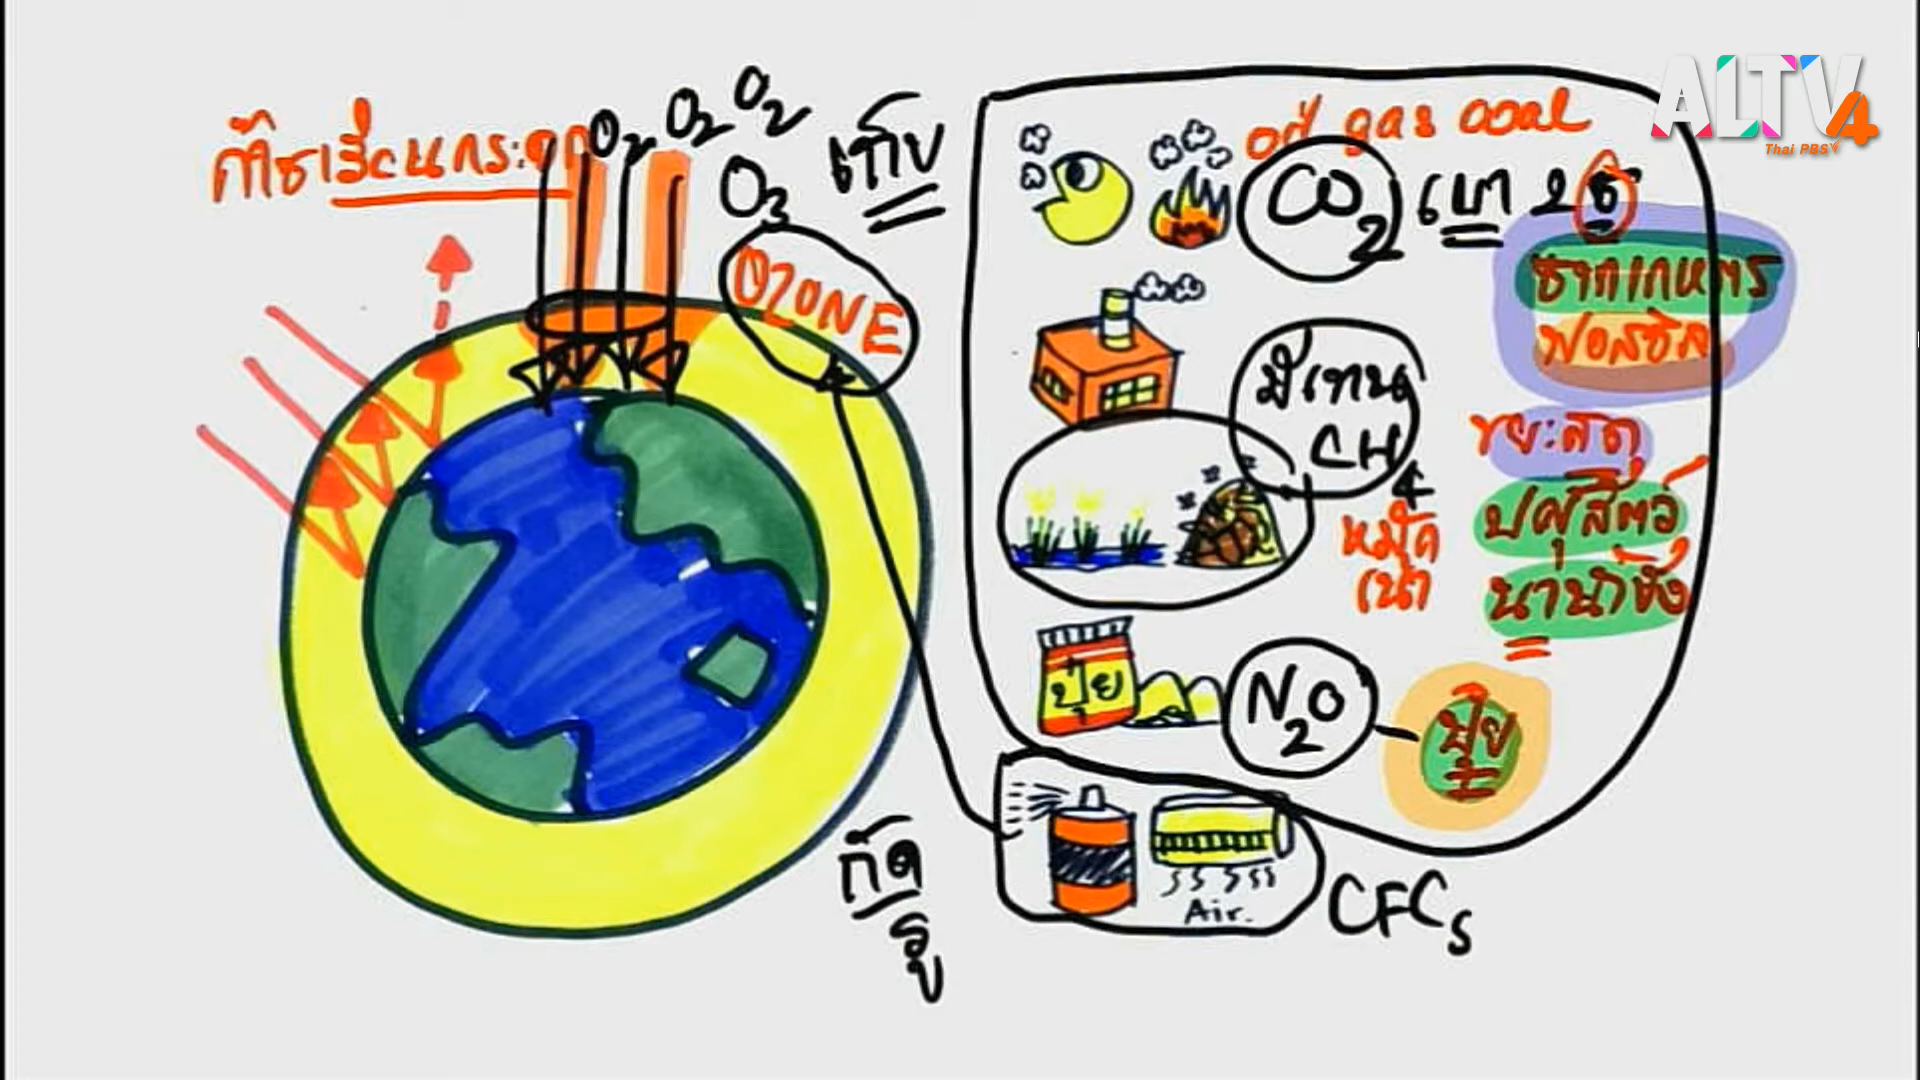 ก๊าซเรือนกระจก
O2 O2 O2
O3
OZONE
เก็บ
oil gas coal
CO2 เผา 2 ซ
ซากเกษตร
ฟอสซิล
มีเทน
CH4
ขยะสด
หมัก
เน่า
ปศุสัตว์
นาน้ำขัง
ปุ๋ย
N2O
ปุ๋ย
Air.
CFCs
กัด
รู
ALTV4
Thai PBS